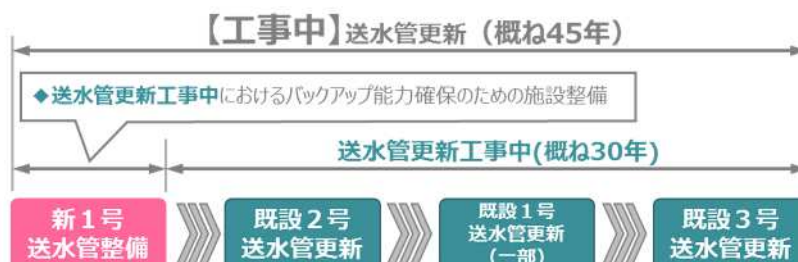 【工事中】送水管更新（概ね45年）
◆送水管更新工事中におけるバックアップ能力確保のための施設整備
送水管更新工事中(概ね30年)
新１号
送水管整備
既設２号
送水管更新
既設１号
送水管更新
（一部）
既設３号
送水管更新